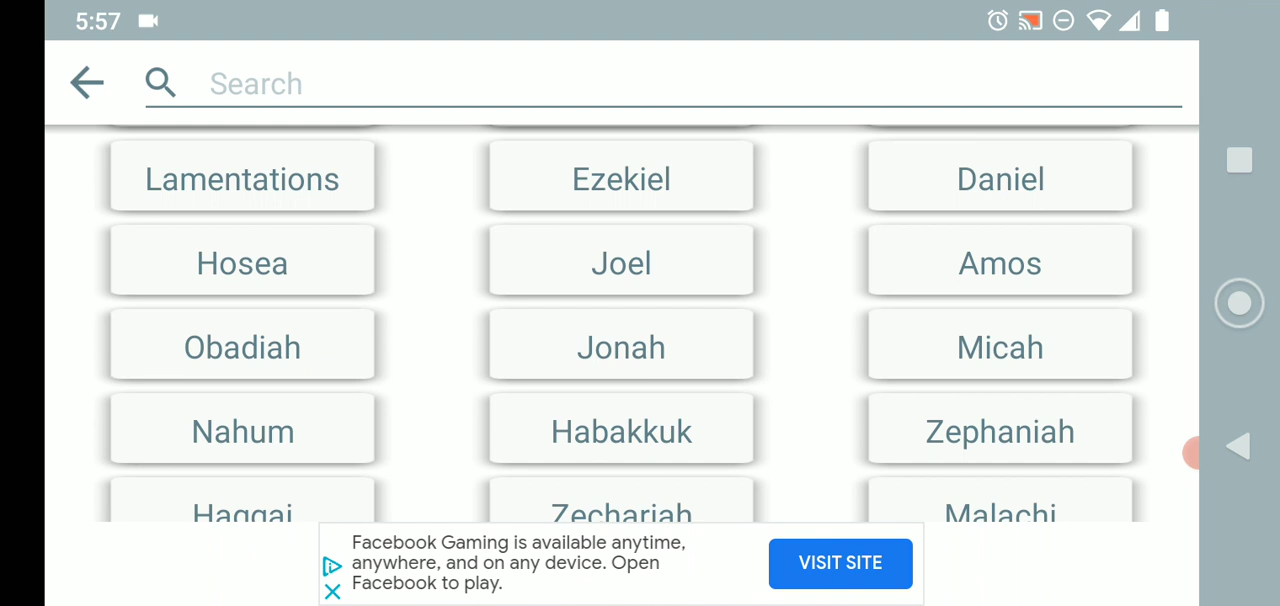 5:57
Search
Lamentations Ezekiel Daniel
Hosea Joel Amos
Obadiah Jonah Micah
Nahum Habakkuk Zephaniah
Haggai Zechariah Malachi
Facebook Gaming is available anytime,
anywhere, and on any device. Open
Facebook to play.
VISIT SITE